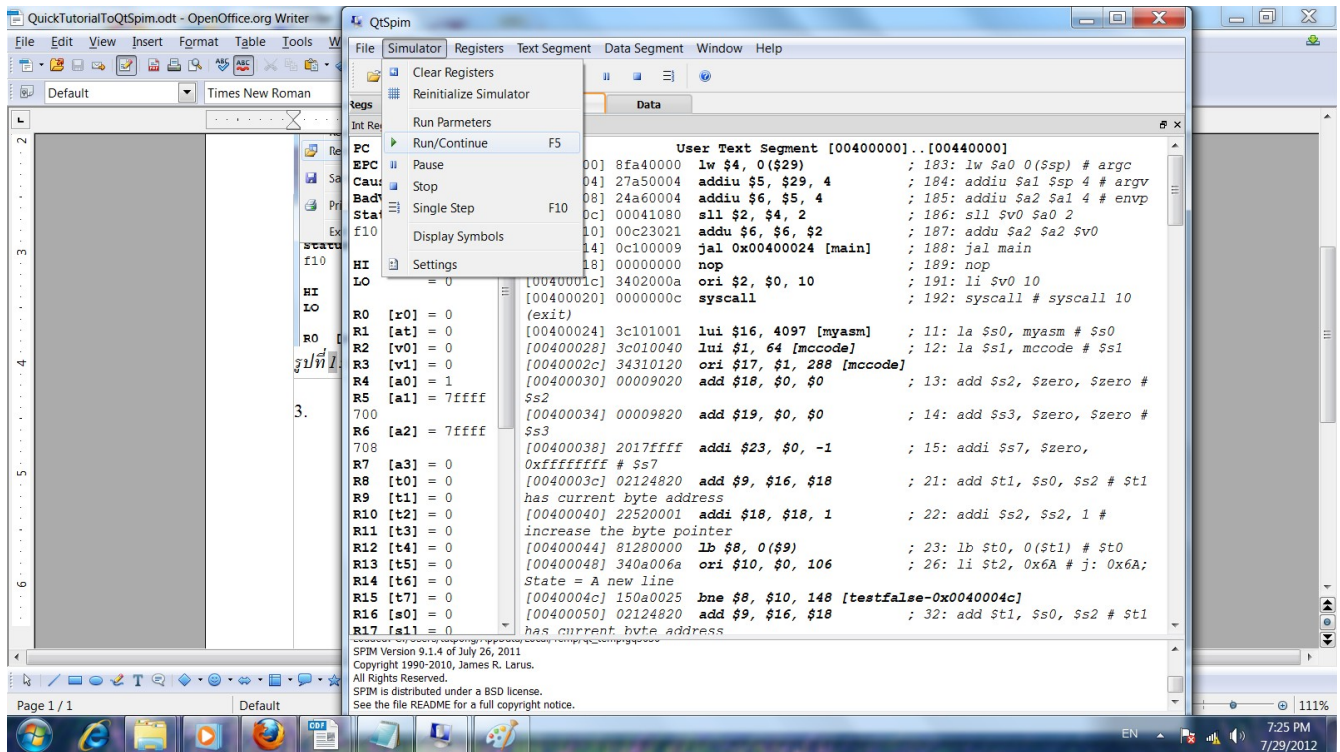 QuickTutorialToQtSpim.odt - OpenOffice.org Writer
File Edit View Insert Format Table Tools
Default
Times New Roman
QtSpim
File Simulator Registers Text Segment Data Segment Window Help
Clear Registers
Reinitialize Simulator
Run Parmeters
Run/Continue F5
Pause
Stop
Single Step F10
Display Symbols
Settings
Data
PC
EPC
f10
HI
LO = 0
R0 [r0] = 0
R1 [at] = 0
R2 [v0] = 0
R3 [v1] = 0
R4 [a0] = 1
R5 [a1] = 7ffff
700
R6 [a2] = 7ffff
708
R7 [a3] = 0
R8 [t0] = 0
R9 [t1] = 0
R10 [t2] = 0
R11 [t3] = 0
R12 [t4] = 0
R13 [t5] = 0
R14 [t6] = 0
R15 [t7] = 0
R16 [s0] = 0
R17 [s1] = 0
User Text Segment [00400000]..[00440000]
00] 8fa40000 lw $4, 0($29) ; 183: lw $a0 0($sp) # argc
04] 27a50004 addiu $5, $29, 4 ; 184: addiu $a1 $sp 4 # argv
08] 24a60004 addiu $6, $5, 4 ; 185: addiu $a2 $a1 4 # envp
0c] 00041080 sll $2, $4, 2 ; 186: sll $v0 $a0 2
10] 00c23021 addu $6, $6, $2 ; 187: addu $a2 $a2 $v0
14] 0c100009 jal 0x00400024 [main] ; 188: jal main
18] 00000000 nop ; 189: nop
[0040001c] 3402000a ori $2, $0, 10 ; 191: li $v0 10
[00400020] 0000000c syscall ; 192: syscall # syscall 10
(exit)
[00400024] 3c101001 lui $16, 4097 [myasm] ; 11: la $s0, myasm # $s0
[00400028] 3c010040 lui $1, 64 [mccode] ; 12: la $s1, mccode # $s1
[0040002c] 34310120 ori $17, $1, 288 [mccode]
[00400030] 00009020 add $18, $0, $0 ; 13: add $s2, $zero, $zero #
$s2
[00400034] 00009820 add $19, $0, $0 ; 14: add $s3, $zero, $zero #
$s3
[00400038] 2017ffff addi $23, $0, -1 ; 15: addi $s7, $zero,
0xffffffff # $s7
[0040003c] 02124820 add $9, $16, $18 ; 21: add $t1, $s0, $s2 # $t1
has current byte address
[00400040] 22520001 addi $18, $18, 1 ; 22: addi $s2, $s2, 1 #
increase the byte pointer
[00400044] 81280000 lb $8, 0($9) ; 23: lb $t0, 0($t1) # $t0
[00400048] 340a006a ori $10, $0, 106 ; 26: li $t2, 0x6A # j: 0x6A;
State = A new line
[0040004c] 150a0025 bne $8, $10, 148 [testfalse-0x0040004c]
[00400050] 02124820 add $9, $16, $18 ; 32: add $t1, $s0, $s2 # $t1
has current byte address
SPIM Version 9.1.4 of July 26, 2011
Copyright 1990-2010, James R. Larus.
All Rights Reserved.
SPIM is distributed under a BSD license.
See the file README for a full copyright notice.
f10
HI
LO
R0
รูปที่ 1
3.
Page 1 / 1
Default
111%
EN
7:25 PM
7/29/2012